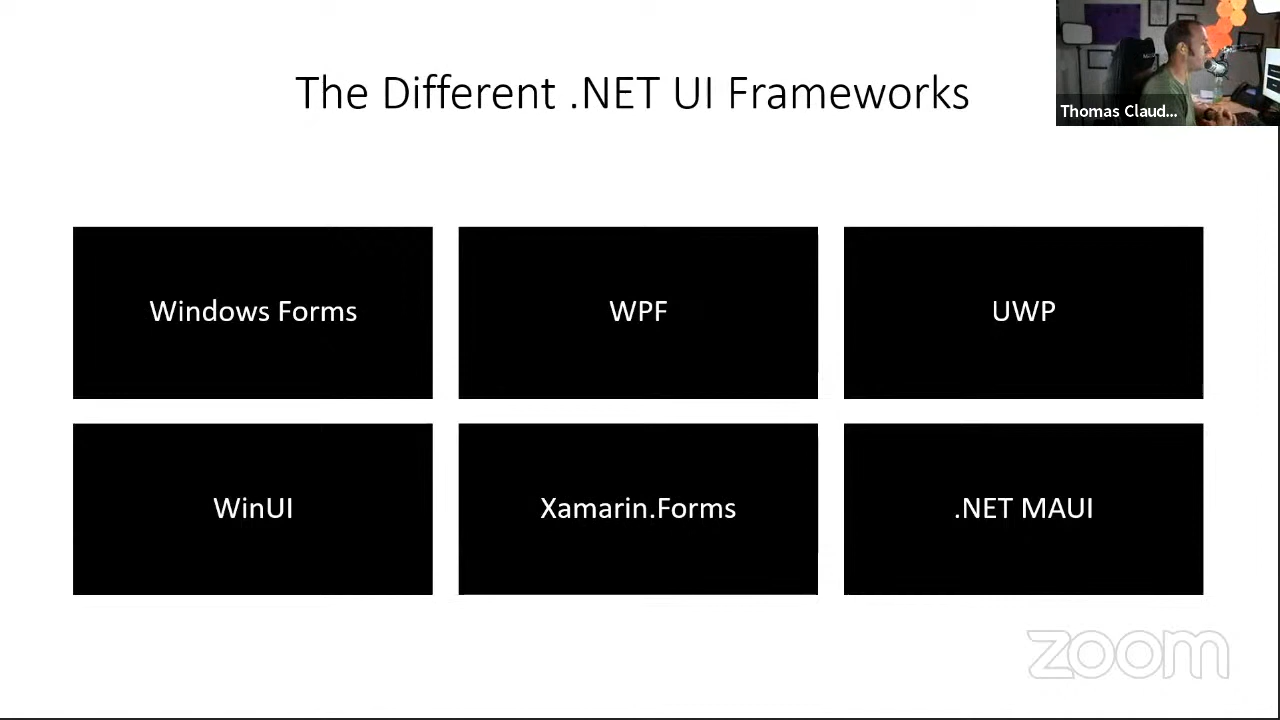 The Different .NET UI Frameworks
Thomas Claud...
Windows Forms
WPF
UWP
WinUI
Xamarin.Forms
.NET MAUI
zoom